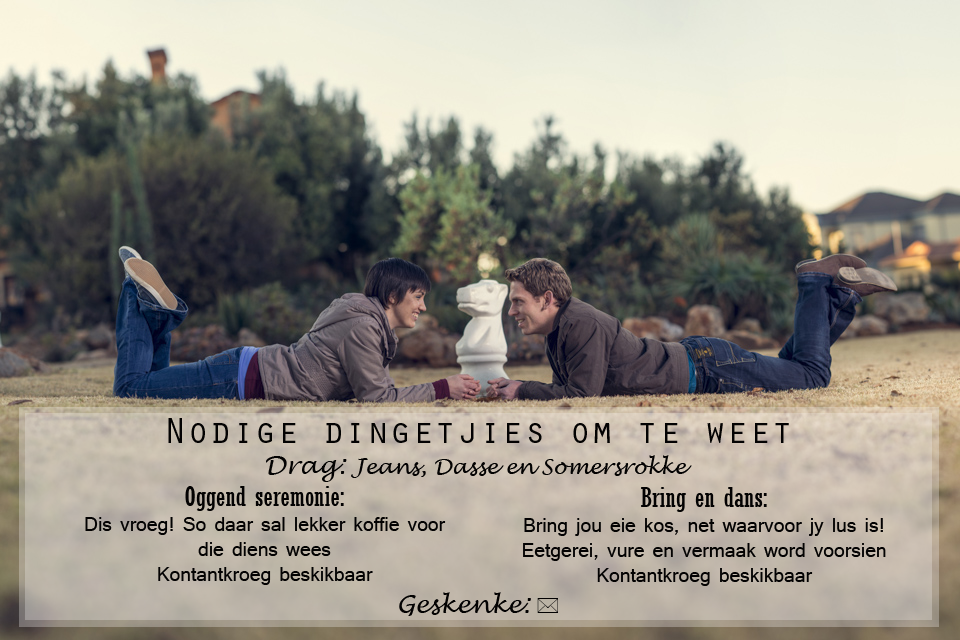 Nodige dingetjies om te weet
Drag: Jeans, Dasse en Somersrokke
Oggend seremonie:
Dis vroeg! So daar sal lekker koffie voor
die diens wees
Kontantkroeg beskikbaar
Bring en dans:
Bring jou eie kos, net waarvoor jy lus is!
Eetgerei, vure en vermaak word voorsien
Kontantkroeg beskikbaar
Geskenke: ✉